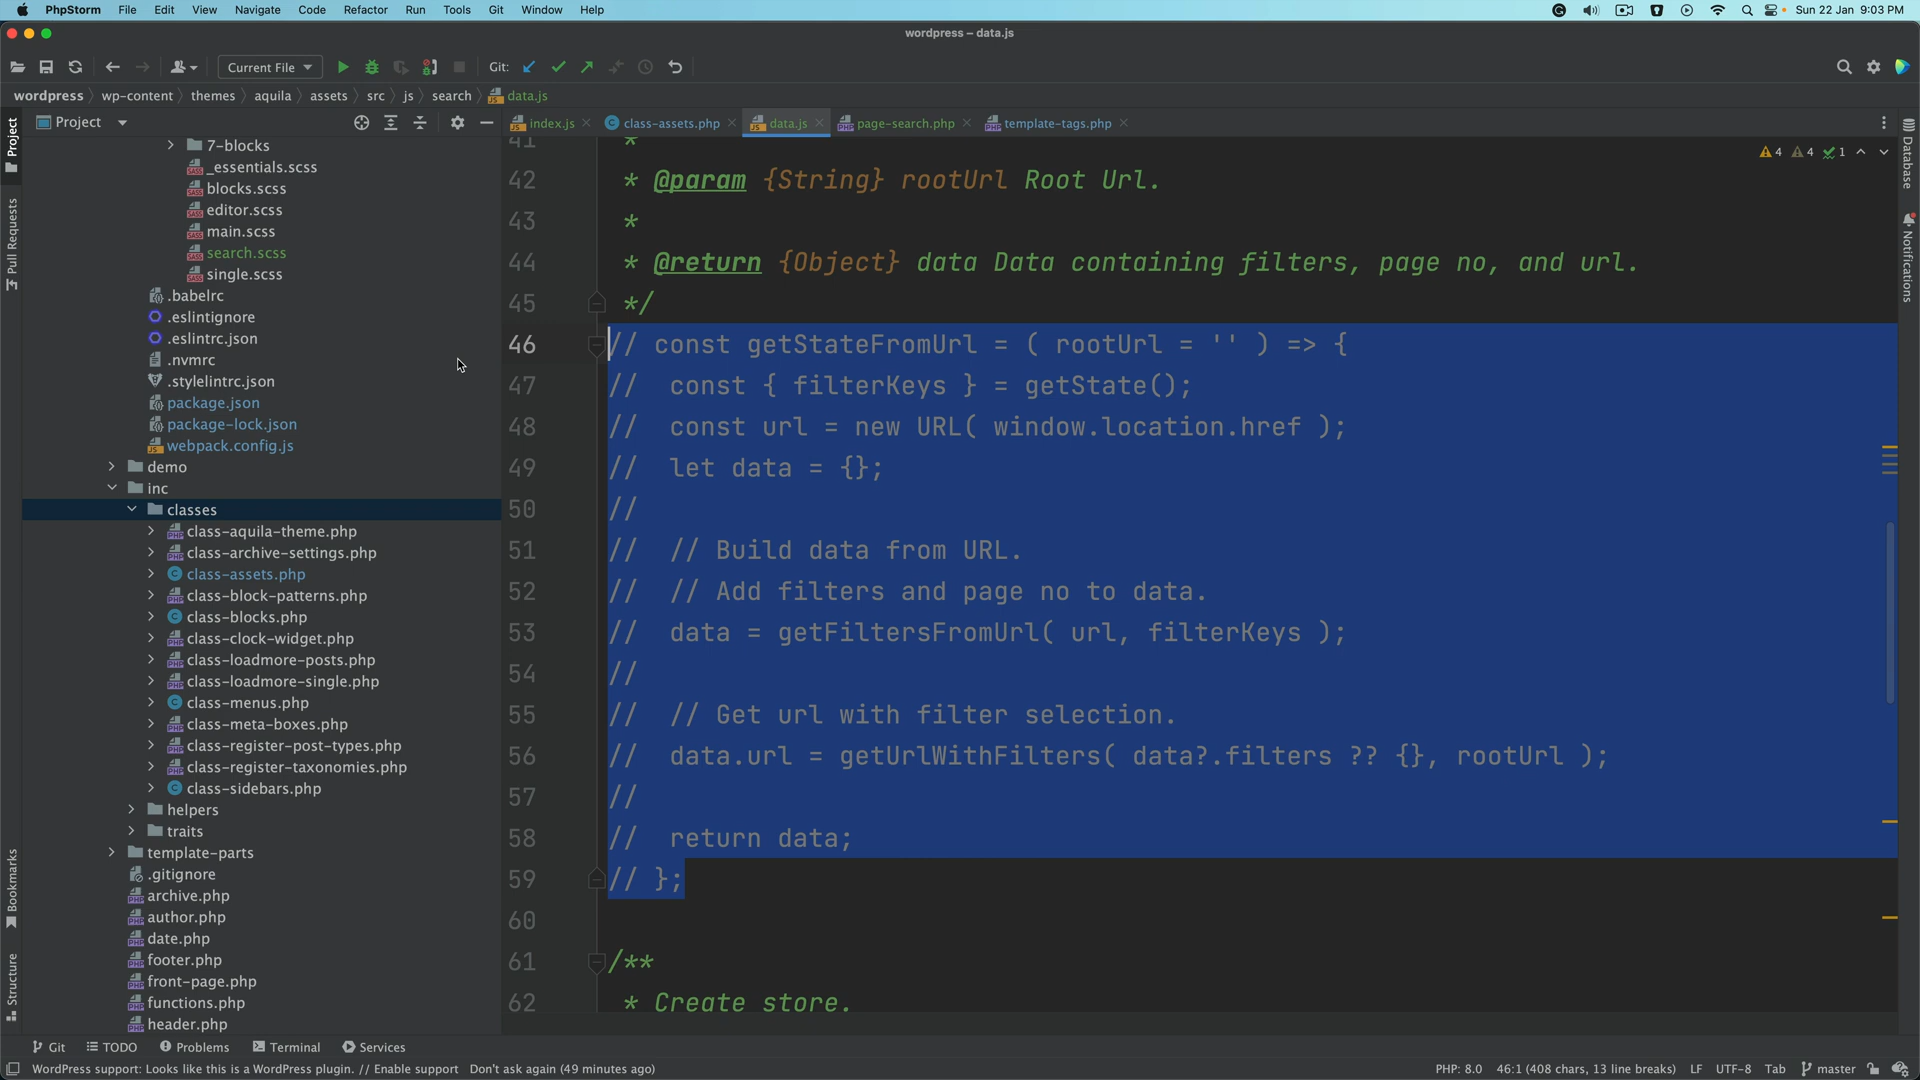 PhpStorm File Edit View Navigate Code Refactor Run Tools Git Window Help Sun 22 Jan 9:03 PM
wordpress – data.js
Current File Git:
wordpress wp-content themes aquila assets src js search data.js
Project
index.js class-assets.php data.js page-search.php template-tags.php
Project
Pull Requests
Bookmarks
Structure
7-blocks
_essentials.scss
blocks.scss
editor.scss
main.scss
search.scss
single.scss
.babelrc
.eslintignore
.eslintrc.json
.nvmrc
.stylelintrc.json
package.json
package-lock.json
webpack.config.js
demo
inc
classes
class-aquila-theme.php
class-archive-settings.php
class-assets.php
class-block-patterns.php
class-blocks.php
class-clock-widget.php
class-loadmore-posts.php
class-loadmore-single.php
class-menus.php
class-meta-boxes.php
class-register-post-types.php
class-register-taxonomies.php
class-sidebars.php
helpers
traits
template-parts
.gitignore
archive.php
author.php
date.php
footer.php
front-page.php
functions.php
header.php
4 4 1
41 *
42 * @param {String} rootUrl Root Url.
43 *
44 * @return {Object} data Data containing filters, page no, and url.
45 */
46 // const getStateFromUrl = ( rootUrl = '' ) => {
47 // const { filterKeys } = getState();
48 // const url = new URL( window.location.href );
49 // let data = {};
50 //
51 // // Build data from URL.
52 // // Add filters and page no to data.
53 // data = getFiltersFromUrl( url, filterKeys );
54 //
55 // // Get url with filter selection.
56 // data.url = getUrlWithFilters( data?.filters ?? {}, rootUrl );
57 //
58 // return data;
59 // };
60
61 /**
62 * Create store.
Database
Notifications
Git TODO Problems Terminal Services
WordPress support: Looks like this is a WordPress plugin. // Enable support Don't ask again (49 minutes ago) PHP: 8.0 46:1 (408 chars, 13 line breaks) LF UTF-8 Tab master